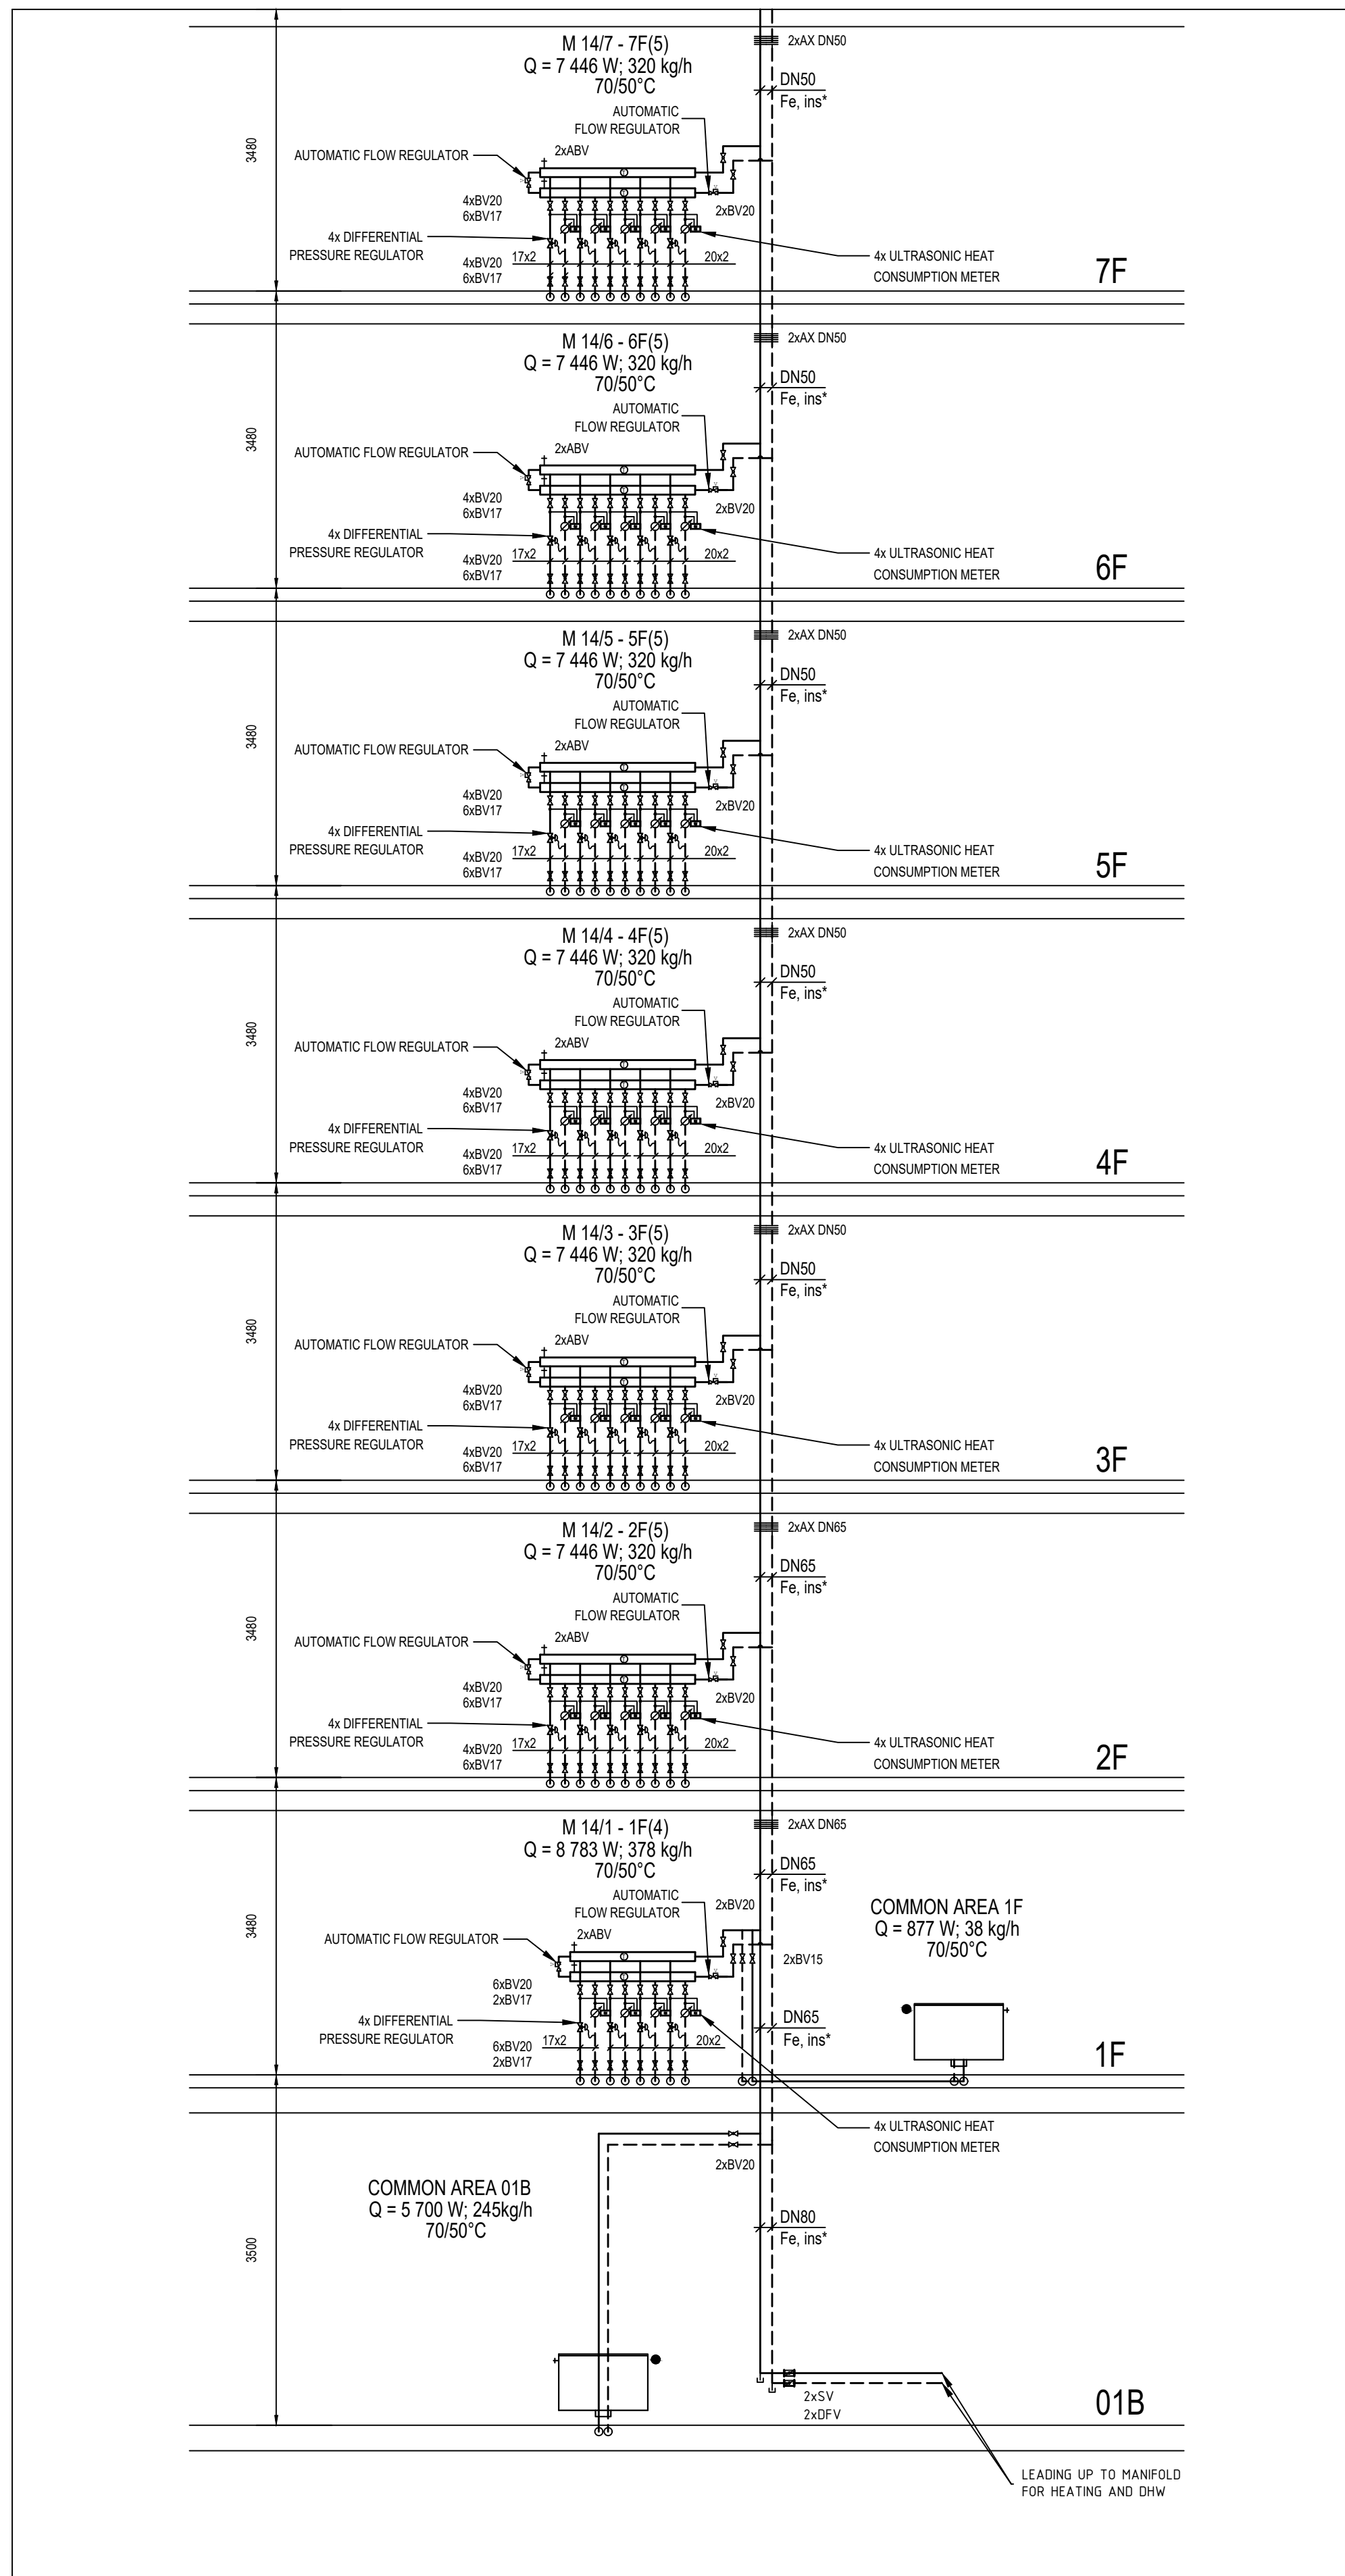 2xAX DN50
M 14/7 - 7F(5)
Q = 7 446 W; 320 kg/h
70/50°C
DN50
Fe, ins*
AUTOMATIC
FLOW REGULATOR
3480
AUTOMATIC FLOW REGULATOR
2xABV
4xBV20
6xBV17
2xBV20
4x DIFFERENTIAL
PRESSURE REGULATOR
4xBV20
6xBV17
17x2
20x2
4x ULTRASONIC HEAT
CONSUMPTION METER
7F
2xAX DN50
M 14/6 - 6F(5)
Q = 7 446 W; 320 kg/h
70/50°C
DN50
Fe, ins*
AUTOMATIC
FLOW REGULATOR
3480
AUTOMATIC FLOW REGULATOR
2xABV
4xBV20
6xBV17
2xBV20
4x DIFFERENTIAL
PRESSURE REGULATOR
4xBV20
6xBV17
17x2
20x2
4x ULTRASONIC HEAT
CONSUMPTION METER
6F
2xAX DN50
M 14/5 - 5F(5)
Q = 7 446 W; 320 kg/h
70/50°C
DN50
Fe, ins*
AUTOMATIC
FLOW REGULATOR
3480
AUTOMATIC FLOW REGULATOR
2xABV
4xBV20
6xBV17
2xBV20
4x DIFFERENTIAL
PRESSURE REGULATOR
4xBV20
6xBV17
17x2
20x2
4x ULTRASONIC HEAT
CONSUMPTION METER
5F
2xAX DN50
M 14/4 - 4F(5)
Q = 7 446 W; 320 kg/h
70/50°C
DN50
Fe, ins*
AUTOMATIC
FLOW REGULATOR
3480
AUTOMATIC FLOW REGULATOR
2xABV
4xBV20
6xBV17
2xBV20
4x DIFFERENTIAL
PRESSURE REGULATOR
4xBV20
6xBV17
17x2
20x2
4x ULTRASONIC HEAT
CONSUMPTION METER
4F
2xAX DN50
M 14/3 - 3F(5)
Q = 7 446 W; 320 kg/h
70/50°C
DN50
Fe, ins*
AUTOMATIC
FLOW REGULATOR
3480
AUTOMATIC FLOW REGULATOR
2xABV
4xBV20
6xBV17
2xBV20
4x DIFFERENTIAL
PRESSURE REGULATOR
4xBV20
6xBV17
17x2
20x2
4x ULTRASONIC HEAT
CONSUMPTION METER
3F
2xAX DN65
M 14/2 - 2F(5)
Q = 7 446 W; 320 kg/h
70/50°C
DN65
Fe, ins*
AUTOMATIC
FLOW REGULATOR
3480
AUTOMATIC FLOW REGULATOR
2xABV
4xBV20
6xBV17
2xBV20
4x DIFFERENTIAL
PRESSURE REGULATOR
4xBV20
6xBV17
17x2
20x2
4x ULTRASONIC HEAT
CONSUMPTION METER
2F
2xAX DN65
M 14/1 - 1F(4)
Q = 8 783 W; 378 kg/h
70/50°C
DN65
Fe, ins*
AUTOMATIC
FLOW REGULATOR
2xBV20
COMMON AREA 1F
Q = 877 W; 38 kg/h
70/50°C
3480
AUTOMATIC FLOW REGULATOR
2xABV
2xBV15
6xBV20
2xBV17
4x DIFFERENTIAL
PRESSURE REGULATOR
6xBV20
2xBV17
17x2
20x2
DN65
Fe, ins*
1F
4x ULTRASONIC HEAT
CONSUMPTION METER
2xBV20
COMMON AREA 01B
Q = 5 700 W; 245kg/h
70/50°C
DN80
Fe, ins*
3500
2xSV
2xDFV
01B
LEADING UP TO MANIFOLD
FOR HEATING AND DHW